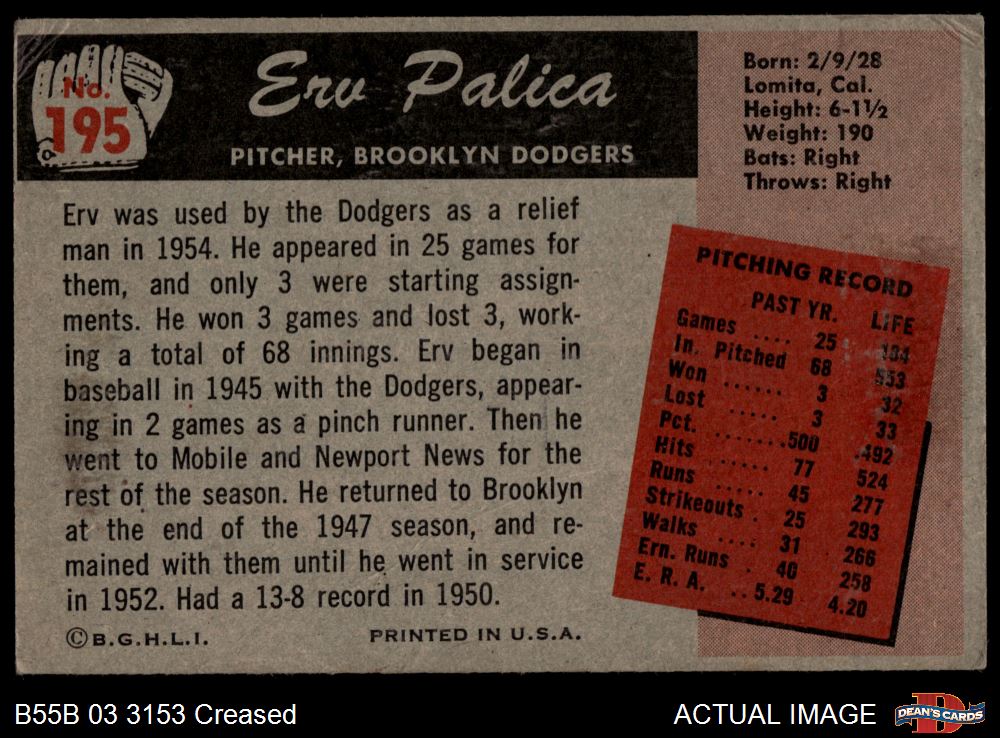 No.
195
Erv Palica
PITCHER, BROOKLYN DODGERS
Born: 2/9/28
Lomita, Cal.
Height: 6-1½
Weight: 190
Bats: Right
Throws: Right
Erv was used by the Dodgers as a relief
man in 1954. He appeared in 25 games for
them, and only 3 were starting assign-
ments. He won 3 games and lost 3, work-
ing a total of 68 innings. Erv began in
baseball in 1945 with the Dodgers, appear-
ing in 2 games as a pinch runner. Then he
went to Mobile and Newport News for the
rest of the season. He returned to Brooklyn
at the end of the 1947 season, and re-
mained with them until he went in service
in 1952. Had a 13-8 record in 1950.
©B.G.H.L.I. PRINTED IN U.S.A.
PITCHING RECORD
PAST YR. LIFE
Games .... 25
In. Pitched 68 553
Won ...... 3 32
Lost ..... 3 33
Pct. .......500 .492
Hits ...... 77 524
Runs ..... 45 277
Strikeouts . 25 293
Walks .... 31 266
Ern. Runs . 40 258
E. R. A. ..5.29 4.20
B55B 03 3153 Creased
ACTUAL IMAGE
D
DEAN'S CARDS